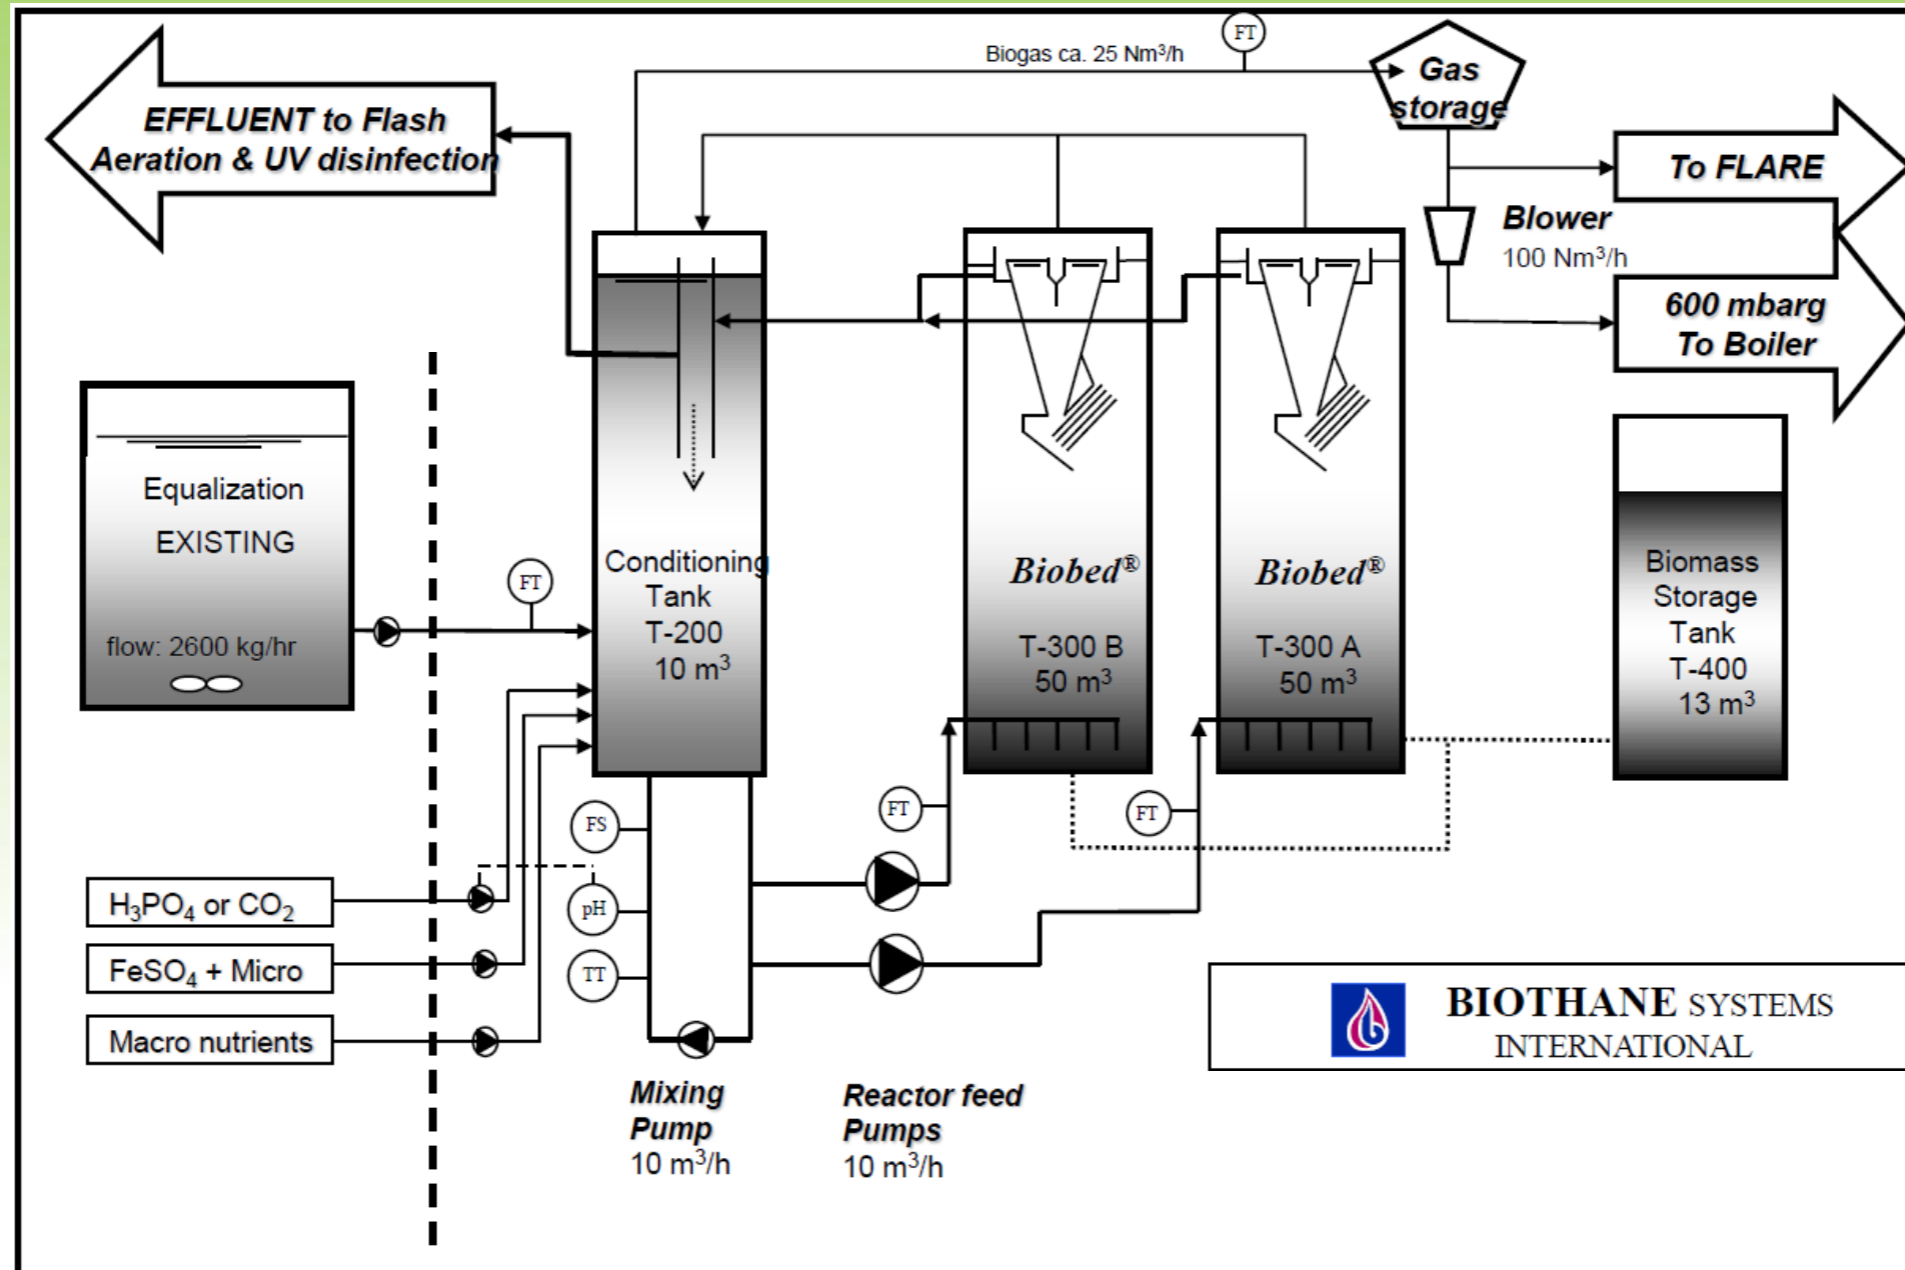 FT
Biogas ca. 25 Nm³/h
Gas
storage
EFFLUENT to Flash
Aeration & UV disinfection
To FLARE
Blower
100 Nm³/h
600 mbarg
To Boiler
Equalization
EXISTING
flow: 2600 kg/hr
FT
Conditioning
Tank
T-200
10 m³
Biobed®
T-300 B
50 m³
Biobed®
T-300 A
50 m³
Biomass
Storage
Tank
T-400
13 m³
FS
pH
TT
FT
FT
H₃PO₄ or CO₂
FeSO₄ + Micro
Macro nutrients
Mixing
Pump
10 m³/h
Reactor feed
Pumps
10 m³/h
BIOTHANE SYSTEMS
INTERNATIONAL